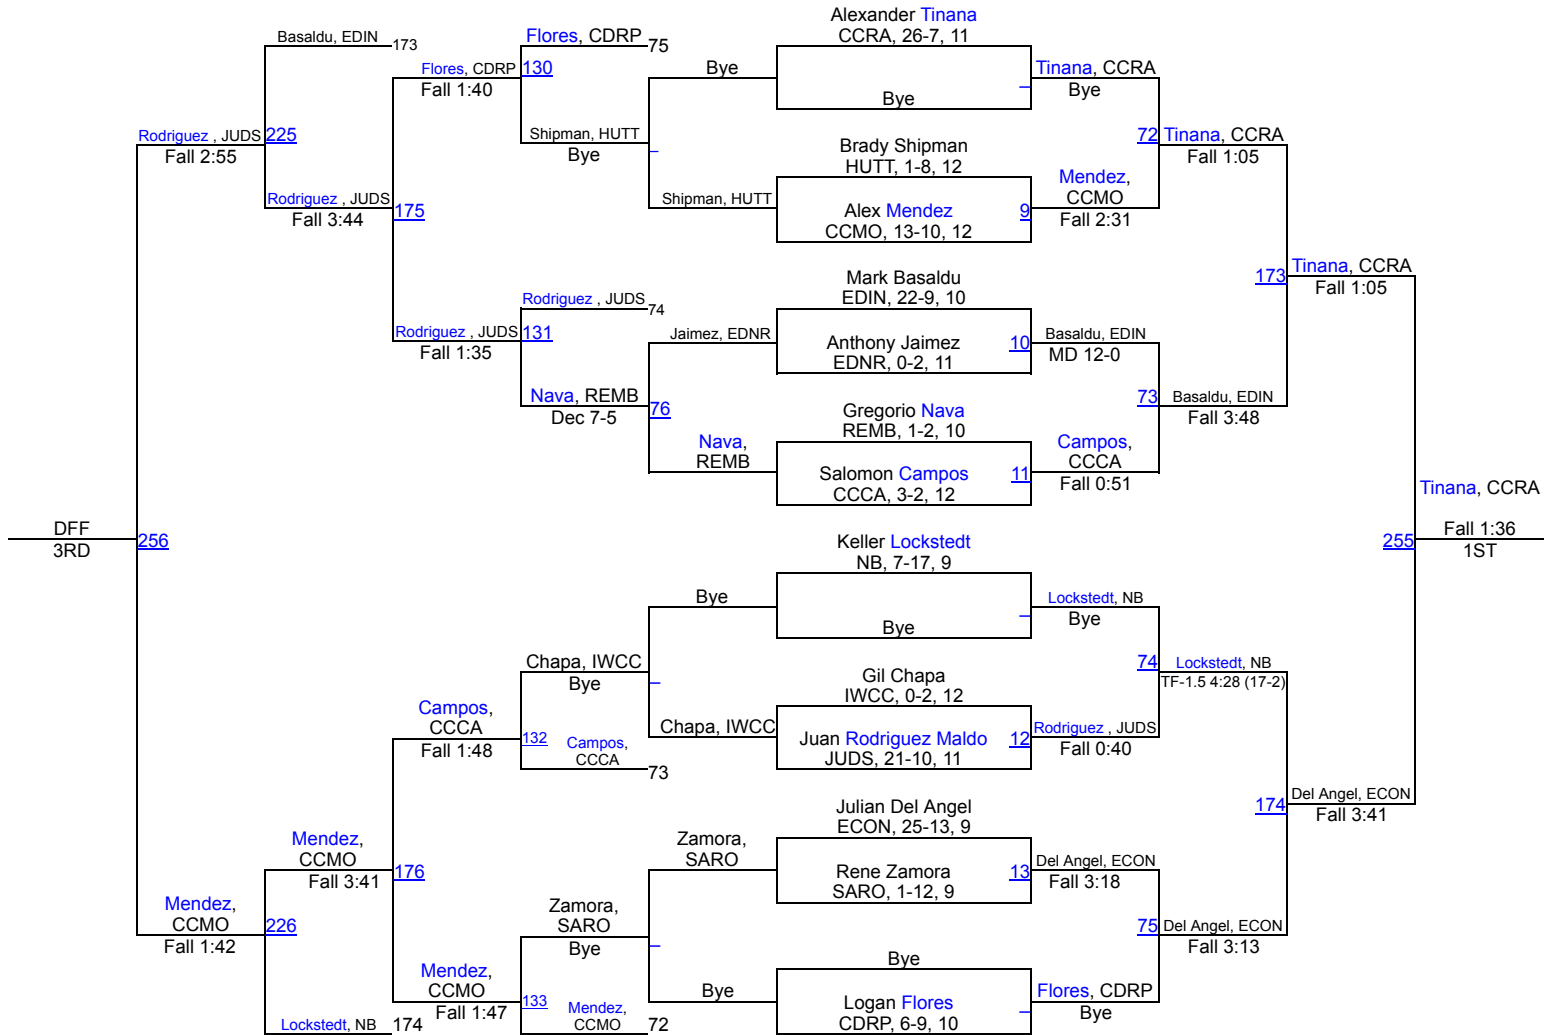 Alexander Tinana
CCRA, 26-7, 11
Basaldu, EDIN
173
Flores, CDRP
75
Flores, CDRP
130
Fall 1:40
Bye
Bye
Tinana, CCRA
Bye
Rodriguez , JUDS
225
Fall 2:55
Shipman, HUTT
Bye
Brady Shipman
HUTT, 1-8, 12
72
Tinana, CCRA
Fall 1:05
Rodriguez , JUDS
175
Fall 3:44
Shipman, HUTT
Alex Mendez
CCMO, 13-10, 12
9
Mendez,
CCMO
Fall 2:31
Mark Basaldu
EDIN, 22-9, 10
173
Tinana, CCRA
Fall 1:05
Rodriguez , JUDS
74
Rodriguez , JUDS
131
Fall 1:35
Jaimez, EDNR
Anthony Jaimez
EDNR, 0-2, 11
10
Basaldu, EDIN
MD 12-0
Nava, REMB
76
Dec 7-5
Gregorio Nava
REMB, 1-2, 10
73
Basaldu, EDIN
Fall 3:48
Nava,
REMB
Salomon Campos
CCCA, 3-2, 12
11
Campos,
CCCA
Fall 0:51
Tinana, CCRA
DFF
3RD
256
Keller Lockstedt
NB, 7-17, 9
255
Fall 1:36
1ST
Bye
Bye
Lockstedt, NB
Bye
Chapa, IWCC
Bye
Gil Chapa
IWCC, 0-2, 12
74
Lockstedt, NB
TF-1.5 4:28 (17-2)
Campos,
CCCA
Fall 1:48
132
Campos,
CCCA
73
Chapa, IWCC
Juan Rodriguez Maldo
JUDS, 21-10, 11
12
Rodriguez , JUDS
Fall 0:40
Julian Del Angel
ECON, 25-13, 9
174
Del Angel, ECON
Fall 3:41
Mendez,
CCMO
Fall 3:41
176
Zamora,
SARO
Rene Zamora
SARO, 1-12, 9
13
Del Angel, ECON
Fall 3:18
Mendez,
CCMO
Fall 1:42
226
Zamora,
SARO
Bye
75
Del Angel, ECON
Fall 3:13
Bye
Mendez,
CCMO
Fall 1:47
133
Mendez,
CCMO
72
Bye
Logan Flores
CDRP, 6-9, 10
Flores, CDRP
Bye
Lockstedt, NB
174